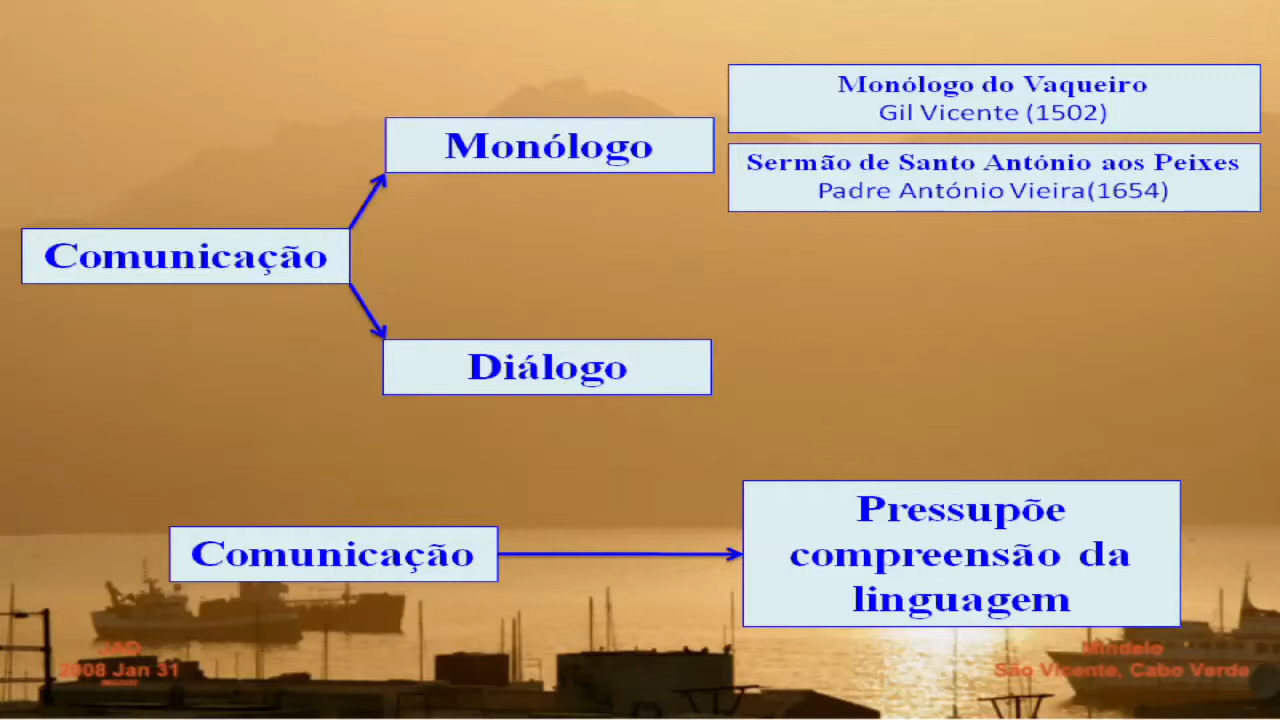 Monólogo do Vaqueiro
Gil Vicente (1502)
Monólogo
Sermão de Santo António aos Peixes
Padre António Vieira(1654)
Comunicação
Diálogo
Pressupõe
Comunicação
compreensão da
linguagem
2008 Jan 31
Mindelo
São Vicente, Cabo Verde